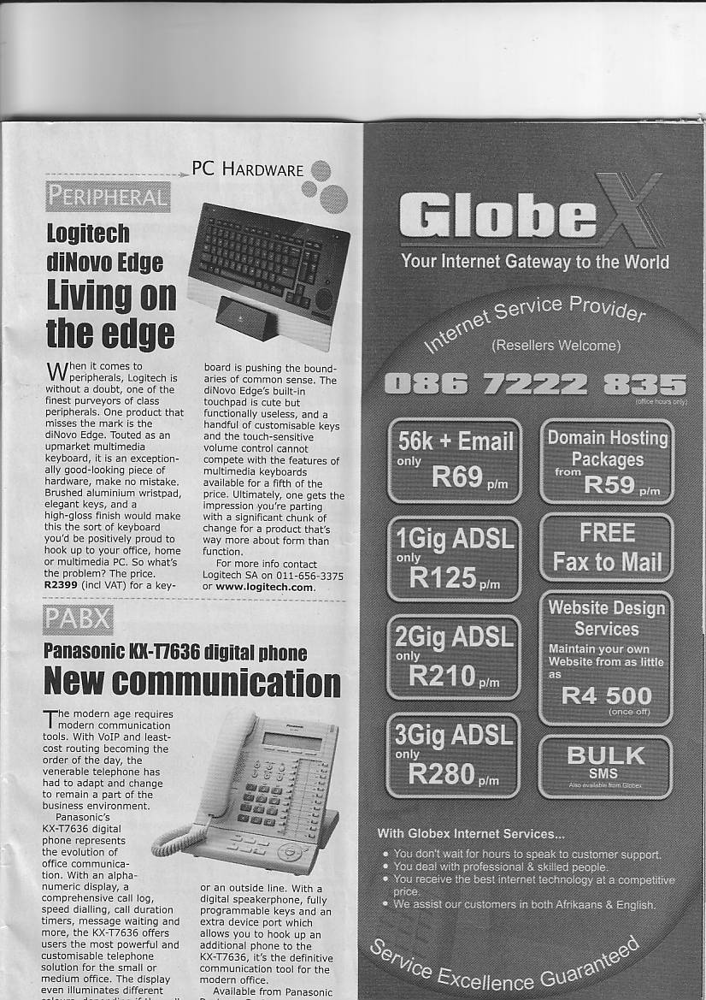 PC HARDWARE
PERIPHERAL
Logitech
diNovo Edge
Living on
the edge
When it comes to
peripherals, Logitech is
without a doubt, one of the
finest purveyors of class
peripherals. One product that
misses the mark is the
diNovo Edge. Touted as an
upmarket multimedia
keyboard, it is an exception-
ally good-looking piece of
hardware, make no mistake.
Brushed aluminium wristpad,
elegant keys, and a
high-gloss finish would make
this the sort of keyboard
you'd be positively proud to
hook up to your office, home
or multimedia PC. So what's
the problem? The price.
R2399 (incl VAT) for a key-
board is pushing the bound-
aries of common sense. The
diNovo Edge's built-in
touchpad is cute but
functionally useless, and a
handful of customisable keys
and the touch-sensitive
volume control cannot
compete with the features of
multimedia keyboards
available for a fifth of the
price. Ultimately, one gets the
impression you're parting
with a significant chunk of
change for a product that's
way more about form than
function.
For more info contact
Logitech SA on 011-656-3375
or www.logitech.com.
PABX
Panasonic KX-T7636 digital phone
New communication
The modern age requires
modern communication
tools. With VoIP and least-
cost routing becoming the
order of the day, the
venerable telephone has
had to adapt and change
to remain a part of the
business environment.
Panasonic's
KX-T7636 digital
phone represents
the evolution of
office communica-
tion. With an alpha-
numeric display, a
comprehensive call log,
speed dialling, call duration
timers, message waiting and
more, the KX-T7636 offers
users the most powerful and
customisable telephone
solution for the small or
medium office. The display
even illuminates different
Panasonic
or an outside line. With a
digital speakerphone, fully
programmable keys and an
extra device port which
allows you to hook up an
additional phone to the
KX-T7636, it's the definitive
communication tool for the
modern office.
Available from Panasonic
GlobeX
Your Internet Gateway to the World
Internet Service Provider
(Resellers Welcome)
086 7222 835
(office hours only)
56k + Email
only
R69 p/m
1Gig ADSL
only
R125 p/m
2Gig ADSL
only
R210 p/m
3Gig ADSL
only
R280 p/m
Domain Hosting
Packages
from
R59 p/m
FREE
Fax to Mail
Website Design
Services
Maintain your own
Website from as little
as
R4 500
(once off)
BULK
SMS
Also available from Globex
With Globex Internet Services...
• You don't wait for hours to speak to customer support.
• You deal with professional & skilled people.
• You receive the best internet technology at a competitive
price.
• We assist our customers in both Afrikaans & English.
Service Excellence Guaranteed